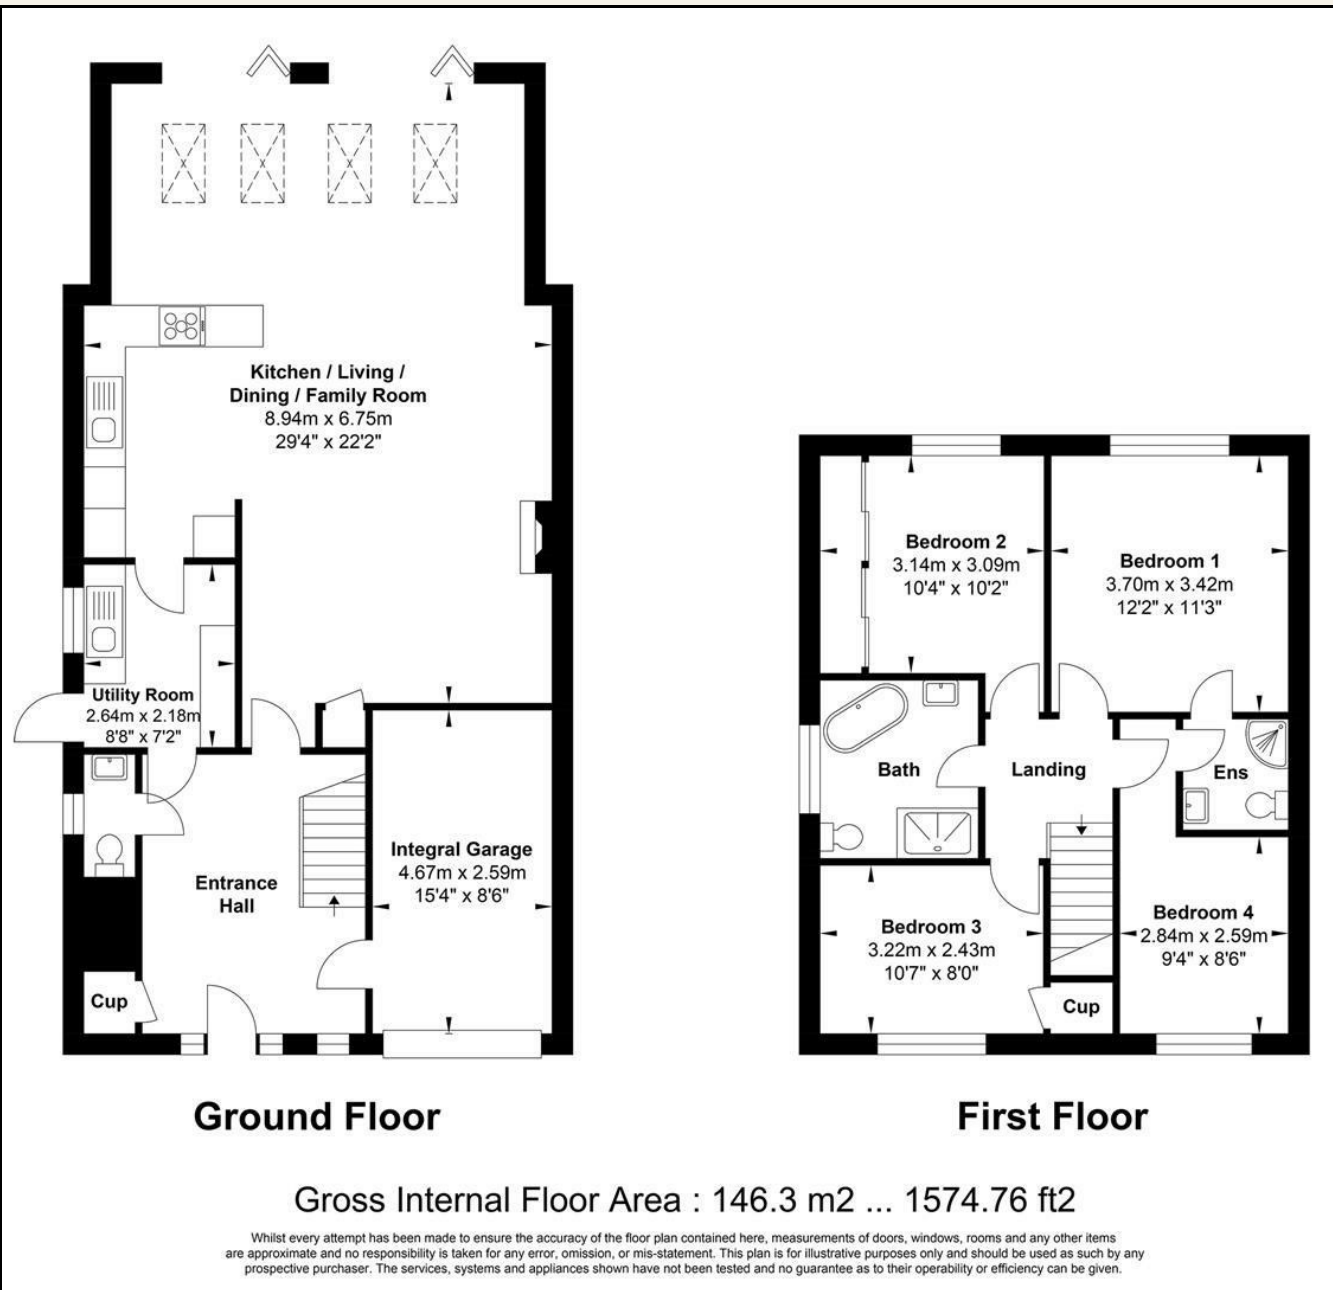 Kitchen / Living /
Dining / Family Room
8.94m x 6.75m
29'4" x 22'2"
Utility Room
2.64m x 2.18m
8'8" x 7'2"
Integral Garage
4.67m x 2.59m
15'4" x 8'6"
Entrance
Hall
Cup
Ground Floor
Bedroom 2
3.14m x 3.09m
10'4" x 10'2"
Bedroom 1
3.70m x 3.42m
12'2" x 11'3"
Bath
Landing
Ens
Bedroom 3
3.22m x 2.43m
10'7" x 8'0"
Bedroom 4
2.84m x 2.59m
9'4" x 8'6"
Cup
First Floor
Gross Internal Floor Area : 146.3 m2 ... 1574.76 ft2
Whilst every attempt has been made to ensure the accuracy of the floor plan contained here, measurements of doors, windows, rooms and any other items
are approximate and no responsibility is taken for any error, omission, or mis-statement. This plan is for illustrative purposes only and should be used as such by any
prospective purchaser. The services, systems and appliances shown have not been tested and no guarantee as to their operability or efficiency can be given.